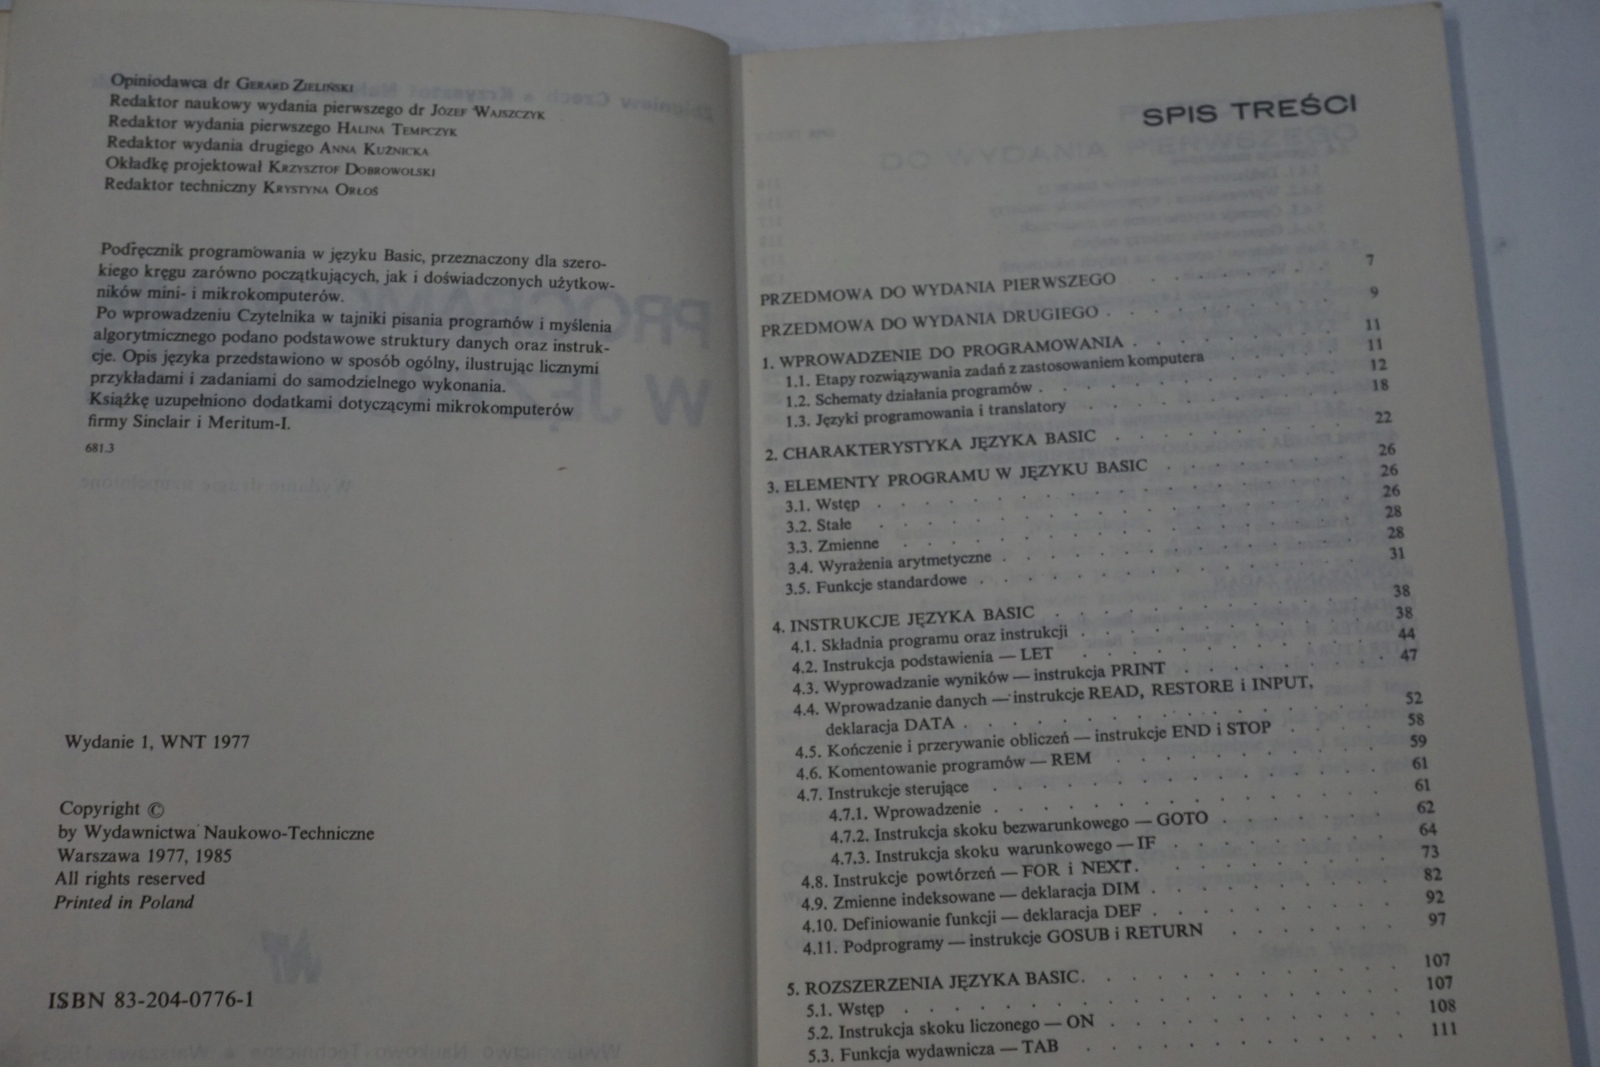 Opiniodawca dr GERARD ZIELIŃSKI
Redaktor naukowy wydania pierwszego dr JÓZEF WAJSZCZYK
Redaktor wydania pierwszego HALINA TEMPCZYK
Redaktor wydania drugiego ANNA KUŹNICKA
Okładkę projektował KRZYSZTOF DOBROWOLSKI
Redaktor techniczny KRYSTYNA ORŁOŚ
Podręcznik programowania w języku Basic, przeznaczony dla szero-
kiego kręgu zarówno początkujących, jak i doświadczonych użytkow-
ników mini- i mikrokomputerów.
Po wprowadzeniu Czytelnika w tajniki pisania programów i myślenia
algorytmicznego podano podstawowe struktury danych oraz instruk-
cje. Opis języka przedstawiono w sposób ogólny, ilustrując licznymi
przykładami i zadaniami do samodzielnego wykonania.
Książkę uzupełniono dodatkami dotyczącymi mikrokomputerów
firmy Sinclair i Meritum-I.
681.3
Wydanie 1, WNT 1977
Copyright ©
by Wydawnictwa Naukowo-Techniczne
Warszawa 1977, 1985
All rights reserved
Printed in Poland
ISBN 83-204-0776-1
SPIS TREŚCI
PRZEDMOWA DO WYDANIA PIERWSZEGO . . . . . . . . 7
PRZEDMOWA DO WYDANIA DRUGIEGO . . . . . . . . . 9
1. WPROWADZENIE DO PROGRAMOWANIA . . . . . . . . 11
1.1. Etapy rozwiązywania zadań z zastosowaniem komputera . . . . . 11
1.2. Schematy działania programów . . . . . . . . . . . 12
1.3. Języki programowania i translatory . . . . . . . . . . 18
2. CHARAKTERYSTYKA JĘZYKA BASIC . . . . . . . . . 22
3. ELEMENTY PROGRAMU W JĘZYKU BASIC . . . . . . . 26
3.1. Wstęp . . . . . . . . . . . . . . . . . . 26
3.2. Stałe . . . . . . . . . . . . . . . . . . 26
3.3. Zmienne . . . . . . . . . . . . . . . . . 28
3.4. Wyrażenia arytmetyczne . . . . . . . . . . . . . 28
3.5. Funkcje standardowe . . . . . . . . . . . . . . 31
4. INSTRUKCJE JĘZYKA BASIC . . . . . . . . . . . . 38
4.1. Składnia programu oraz instrukcji . . . . . . . . . . 38
4.2. Instrukcja podstawienia — LET . . . . . . . . . . . 44
4.3. Wyprowadzanie wyników — instrukcja PRINT . . . . . . . 47
4.4. Wprowadzanie danych — instrukcje READ, RESTORE i INPUT,
deklaracja DATA . . . . . . . . . . . . . . . 52
4.5. Kończenie i przerywanie obliczeń — instrukcje END i STOP . . . . 58
4.6. Komentowanie programów — REM . . . . . . . . . . 59
4.7. Instrukcje sterujące . . . . . . . . . . . . . . 61
4.7.1. Wprowadzenie . . . . . . . . . . . . . . 61
4.7.2. Instrukcja skoku bezwarunkowego — GOTO . . . . . . 62
4.7.3. Instrukcja skoku warunkowego — IF . . . . . . . . 64
4.8. Instrukcje powtórzeń — FOR i NEXT . . . . . . . . . 73
4.9. Zmienne indeksowane — deklaracja DIM . . . . . . . . 82
4.10. Definiowanie funkcji — deklaracja DEF . . . . . . . . 92
4.11. Podprogramy — instrukcje GOSUB i RETURN . . . . . . 97
5. ROZSZERZENIA JĘZYKA BASIC . . . . . . . . . . . 107
5.1. Wstęp . . . . . . . . . . . . . . . . . . 107
5.2. Instrukcja skoku liczonego — ON . . . . . . . . . . 108
5.3. Funkcja wydawnicza — TAB . . . . . . . . . . . 111